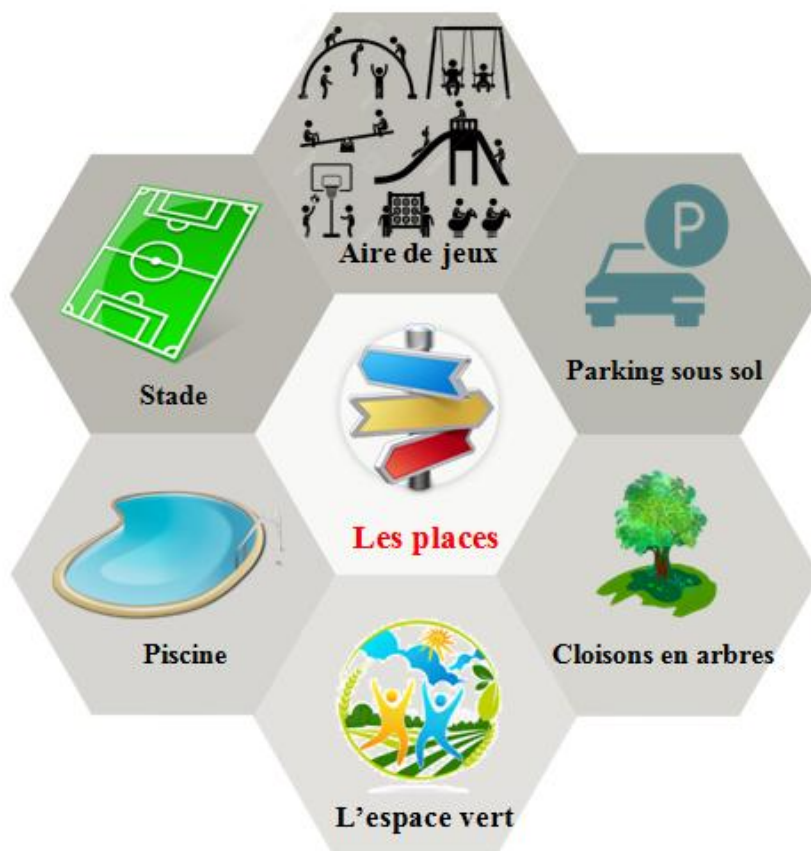 Aire de jeux
P
Stade
Parking sous sol
Les places
Piscine
Cloisons en arbres
L’espace vert